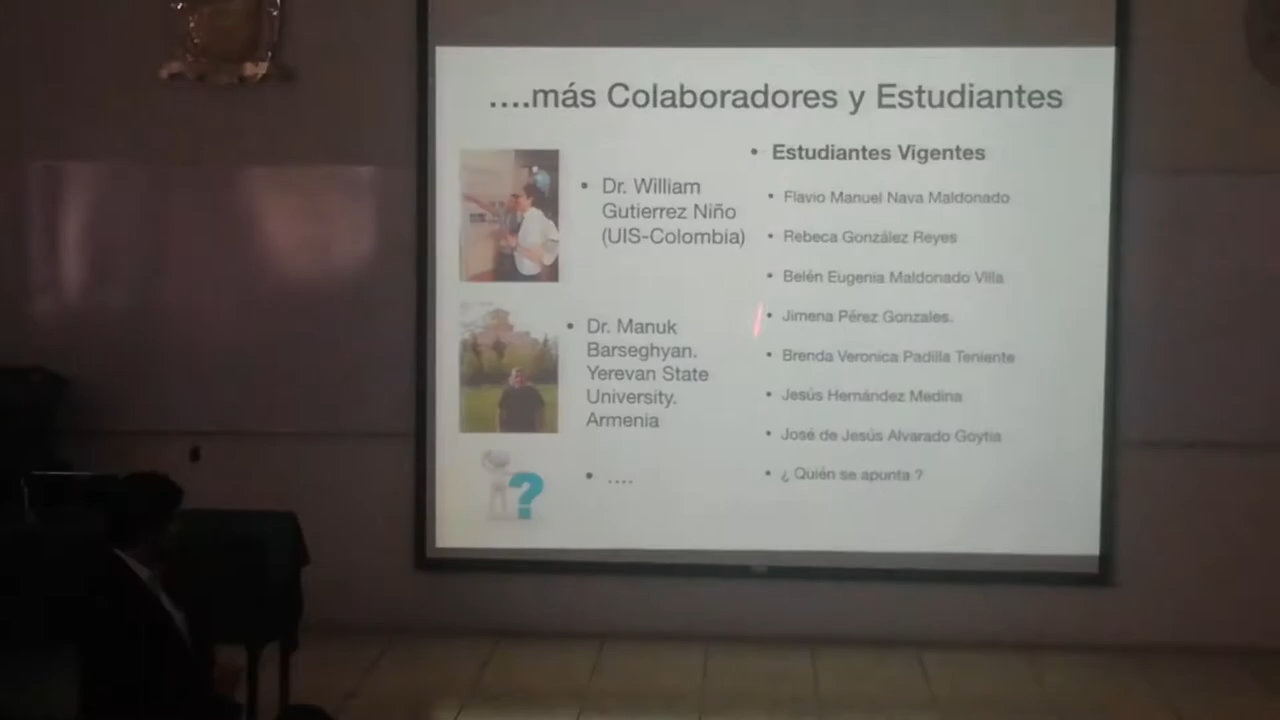 ....más Colaboradores y Estudiantes
• Dr. William
Gutierrez Niño
(UIS-Colombia)
• Dr. Manuk
Barseghyan.
Yerevan State
University.
Armenia
• ....
• Estudiantes Vigentes
• Flavio Manuel Nava Maldonado
• Rebeca González Reyes
• Belén Eugenia Maldonado Villa
• Jimena Pérez Gonzales.
• Brenda Veronica Padilla Teniente
• Jesús Hernández Medina
• José de Jesús Alvarado Goytia
• ¿ Quién se apunta ?
?